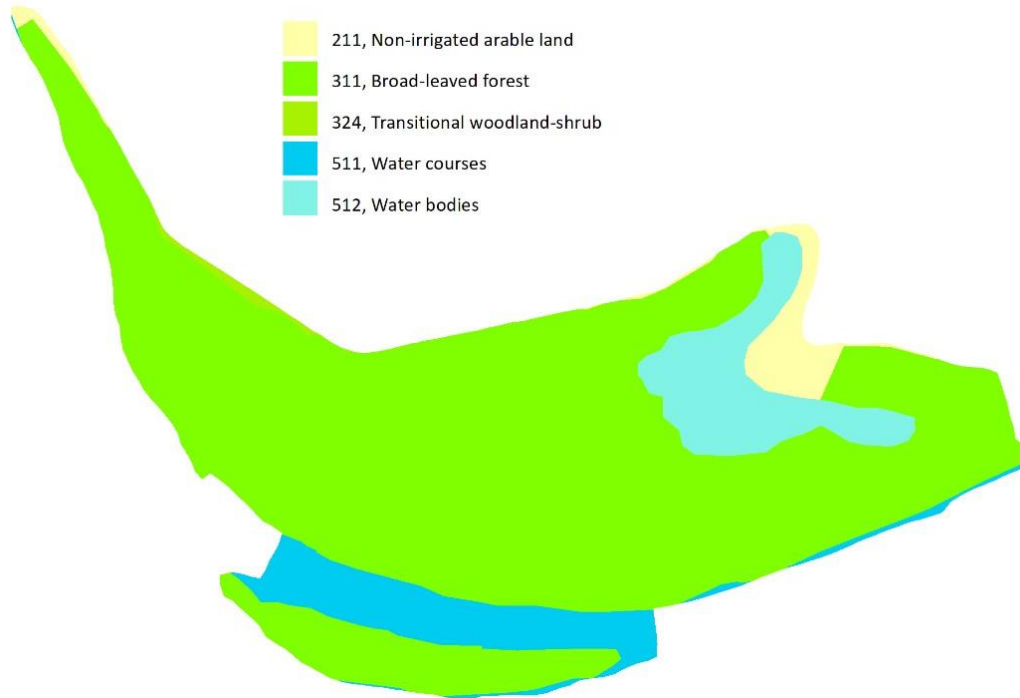 211, Non-irrigated arable land
311, Broad-leaved forest
324, Transitional woodland-shrub
511, Water courses
512, Water bodies